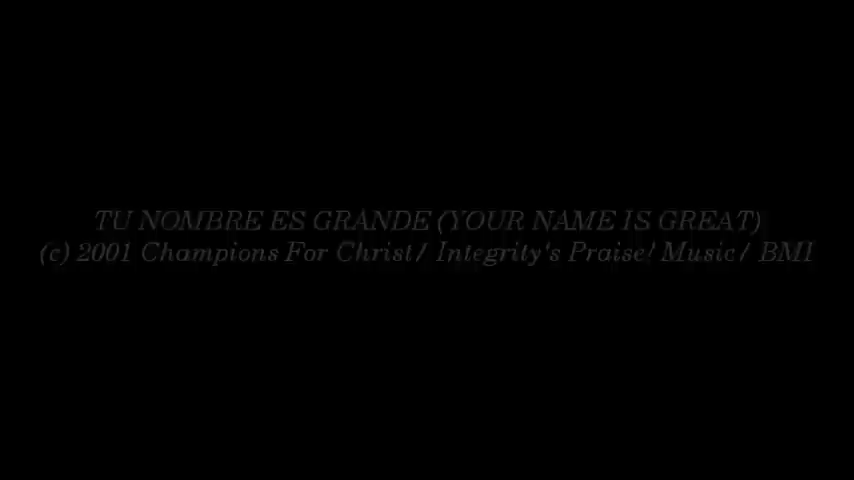 TU NOMBRE ES GRANDE (YOUR NAME IS GREAT)
(c) 2001 Champions For Christ/ Integrity's Praise! Music/ BMI